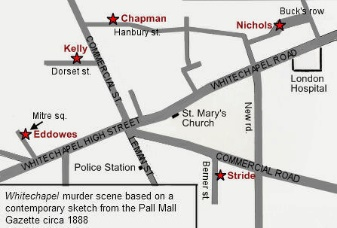 Chapman
Buck's row
Nichols
Hanbury st.
Kelly
COMMERCIAL ST.
WHITECHAPEL ROAD
Dorset st.
London
Hospital
Mitre sq.
St. Mary's
Church
New rd.
Eddowes
WHITECHAPEL HIGH STREET
LEMAN ST.
COMMERCIAL ROAD
Police Station
Berner st.
Stride
Whitechapel murder scene based on a
contemporary sketch from the Pall Mall
Gazette circa 1888